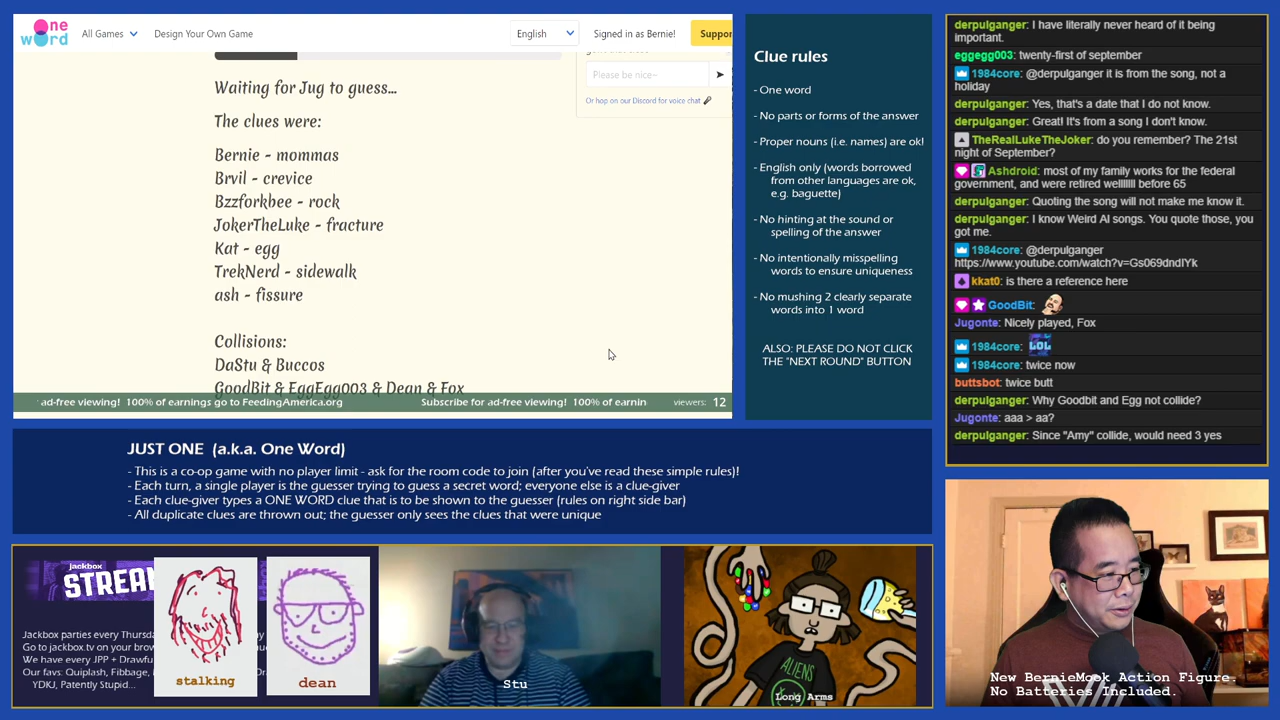 One
word
All Games
Design Your Own Game
English
Signed in as Bernie!
Suppor
Please be nice~
Or hop on our Discord for voice chat
Waiting for Jug to guess...
The clues were:
Bernie - mommas
Brvil - crevice
Bzzforkbee - rock
JokerTheLuke - fracture
Kat - egg
TrekNerd - sidewalk
ash - fissure
Collisions:
DaStu & Buccos
GoodBit & EggEgg003 & Dean & Fox
ad-free viewing! 100% of earnings go to FeedingAmerica.org
Subscribe for ad-free viewing! 100% of earnin
viewers: 12
Clue rules
- One word
- No parts or forms of the answer
- Proper nouns (i.e. names) are ok!
- English only (words borrowed
from other languages are ok,
e.g. baguette)
- No hinting at the sound or
spelling of the answer
- No intentionally misspelling
words to ensure uniqueness
- No mushing 2 clearly separate
words into 1 word
ALSO: PLEASE DO NOT CLICK
THE "NEXT ROUND" BUTTON
derpulganger: I have literally never heard of it being
important.
eggegg003: twenty-first of september
1984core: @derpulganger it is from the song, not a
holiday
derpulganger: Yes, that's a date that I do not know.
derpulganger: Great! It's from a song I don't know.
TheRealLukeTheJoker: do you remember? The 21st
night of September?
Ashdroid: most of my family works for the federal
government, and were retired wellllllll before 65
derpulganger: Quoting the song will not make me know it.
derpulganger: I know Weird Al songs. You quote those, you
got me.
1984core: @derpulganger
https://www.youtube.com/watch?v=Gs069dndIYk
kkat0: is there a reference here
GoodBit:
Jugonte: Nicely played, Fox
1984core: LOL
1984core: twice now
buttsbot: twice butt
derpulganger: Why Goodbit and Egg not collide?
Jugonte: aaa > aa?
derpulganger: Since "Amy" collide, would need 3 yes
JUST ONE (a.k.a. One Word)
- This is a co-op game with no player limit - ask for the room code to join (after you've read these simple rules)!
- Each turn, a single player is the guesser trying to guess a secret word; everyone else is a clue-giver
- Each clue-giver types a ONE WORD clue that is to be shown to the guesser (rules on right side bar)
- All duplicate clues are thrown out; the guesser only sees the clues that were unique
jackbox
STREA
Jackbox parties every Thursda
Go to jackbox.tv on your brow
We have every JPP + Drawfu
Our favs: Quiplash, Fibbage,
YDKJ, Patently Stupid...
stalking
dean
Stu
ALIENS
Long Arms
New BernieMook Action Figure.
No Batteries Included.